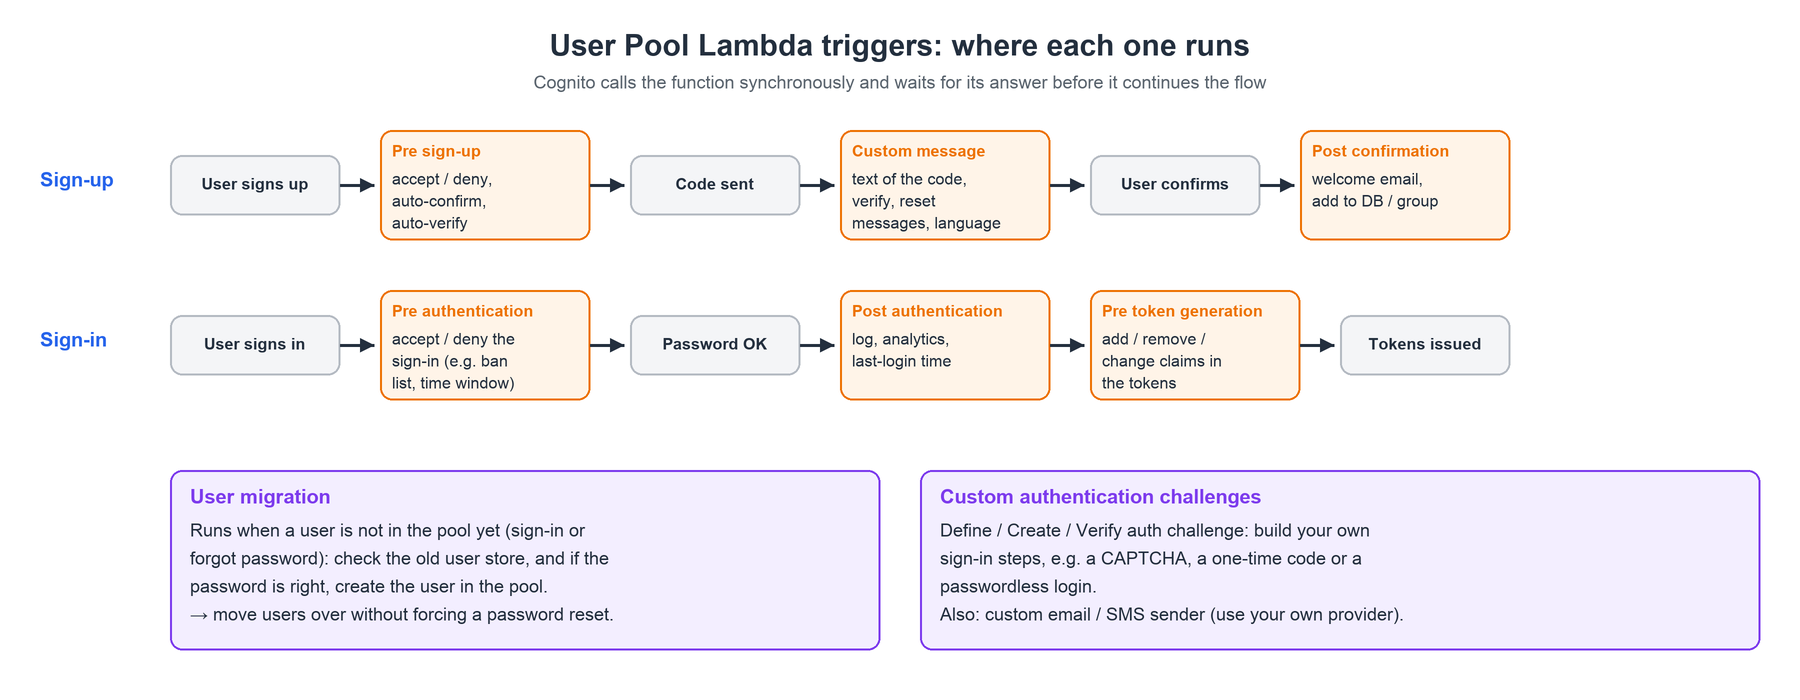 User Pool Lambda triggers: where each one runs
Cognito calls the function synchronously and waits for its answer before it continues the flow
Sign-up
User signs up
Pre sign-up
accept / deny,
auto-confirm,
auto-verify
Code sent
Custom message
text of the code,
verify, reset
messages, language
User confirms
Post confirmation
welcome email,
add to DB / group
Sign-in
User signs in
Pre authentication
accept / deny the
sign-in (e.g. ban
list, time window)
Password OK
Post authentication
log, analytics,
last-login time
Pre token generation
add / remove /
change claims in
the tokens
Tokens issued
User migration
Runs when a user is not in the pool yet (sign-in or
forgot password): check the old user store, and if the
password is right, create the user in the pool.
→ move users over without forcing a password reset.
Custom authentication challenges
Define / Create / Verify auth challenge: build your own
sign-in steps, e.g. a CAPTCHA, a one-time code or a
passwordless login.
Also: custom email / SMS sender (use your own provider).